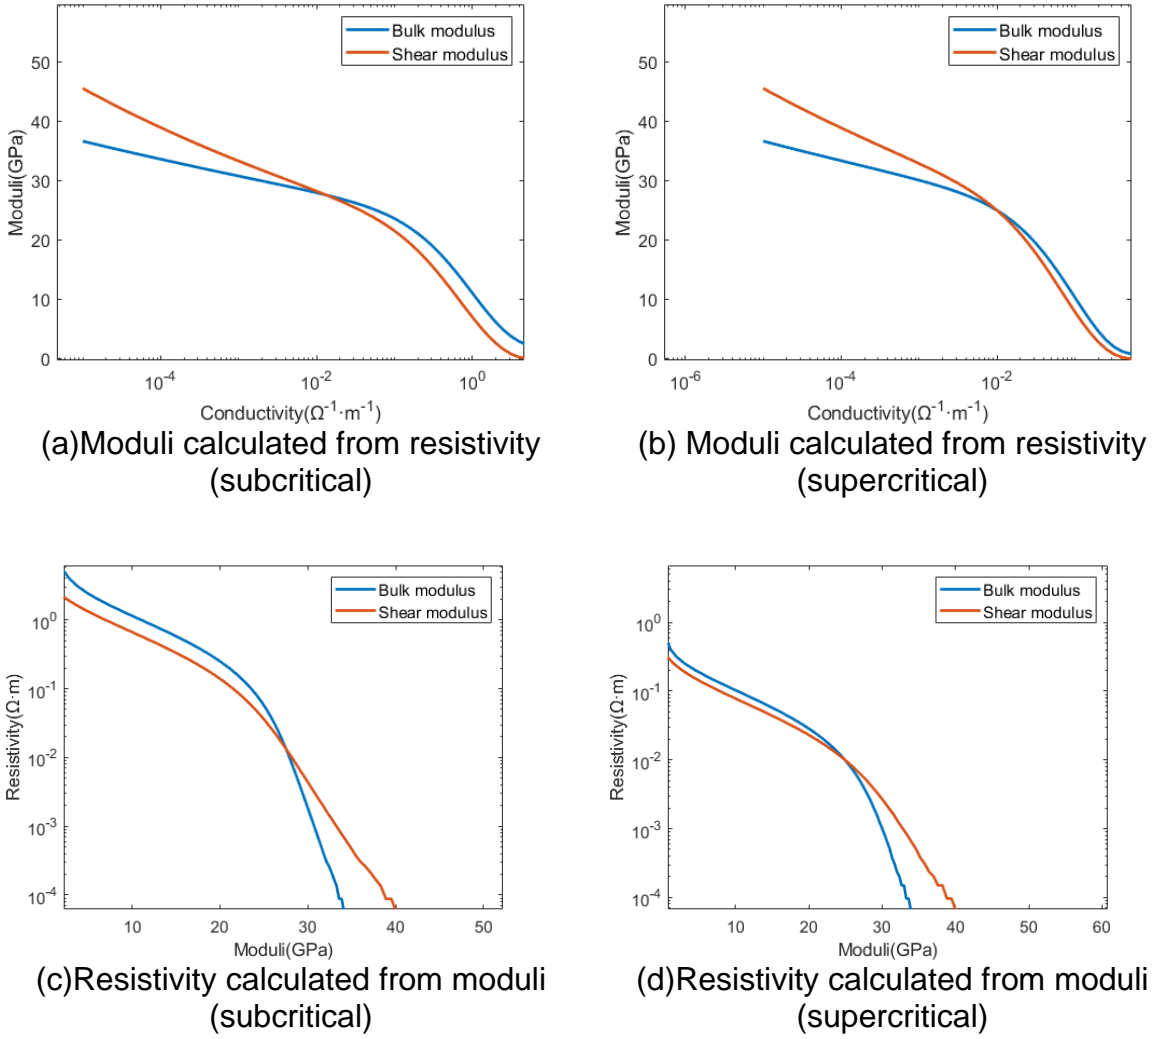 Bulk modulus
Shear modulus
50
40
30
20
10
0
Moduli(GPa)
10⁻⁴
10⁻²
10⁰
Conductivity(Ω⁻¹·m⁻¹)
(a)Moduli calculated from resistivity
(subcritical)
Bulk modulus
Shear modulus
50
40
30
20
10
0
Moduli(GPa)
10⁻⁶
10⁻⁴
10⁻²
Conductivity(Ω⁻¹·m⁻¹)
(b) Moduli calculated from resistivity
(supercritical)
Bulk modulus
Shear modulus
10⁰
10⁻¹
10⁻²
10⁻³
10⁻⁴
Resistivity(Ω·m)
10
20
30
40
50
Moduli(GPa)
(c)Resistivity calculated from moduli
(subcritical)
Bulk modulus
Shear modulus
10⁰
10⁻¹
10⁻²
10⁻³
10⁻⁴
Resistivity(Ω·m)
10
20
30
40
50
60
Moduli(GPa)
(d)Resistivity calculated from moduli
(supercritical)